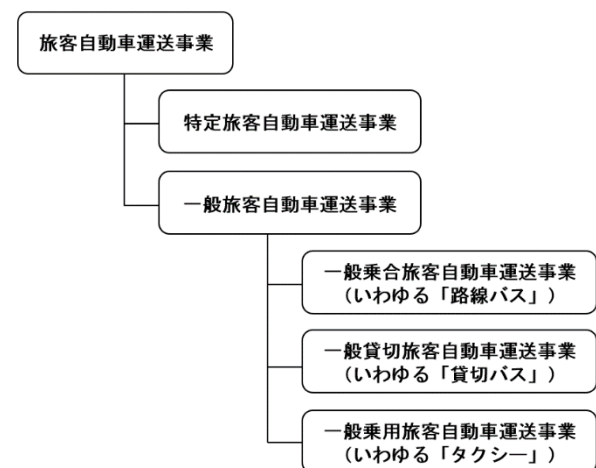 旅客自動車運送事業
特定旅客自動車運送事業
一般旅客自動車運送事業
一般乗合旅客自動車運送事業
（いわゆる「路線バス」）
一般貸切旅客自動車運送事業
（いわゆる「貸切バス」）
一般乗用旅客自動車運送事業
（いわゆる「タクシー」）